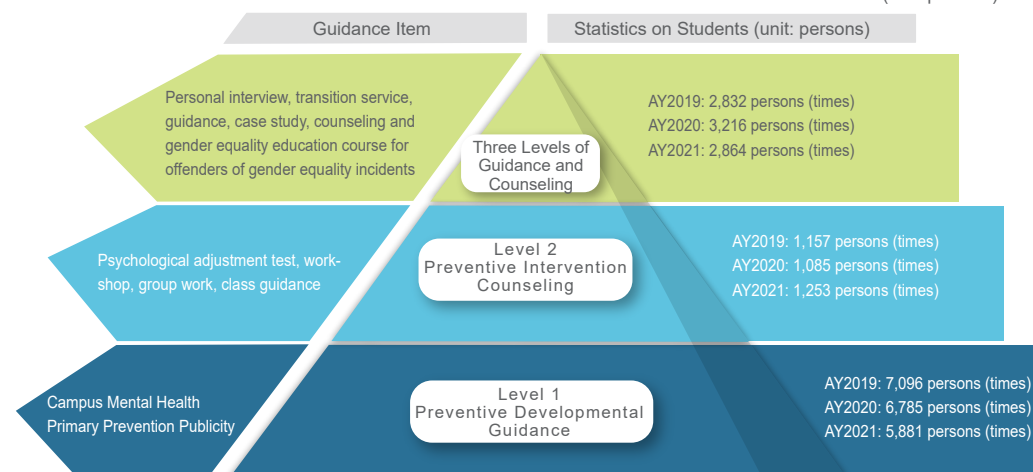 Guidance Item
Statistics on Students (unit: persons)
Personal interview, transition service,
guidance, case study, counseling and
gender equality education course for
offenders of gender equality incidents
Three Levels of
Guidance and
Counseling
AY2019: 2,832 persons (times)
AY2020: 3,216 persons (times)
AY2021: 2,864 persons (times)
Psychological adjustment test, work-
shop, group work, class guidance
Level 2
Preventive Intervention
Counseling
AY2019: 1,157 persons (times)
AY2020: 1,085 persons (times)
AY2021: 1,253 persons (times)
Campus Mental Health
Primary Prevention Publicity
Level 1
Preventive Developmental
Guidance
AY2019: 7,096 persons (times)
AY2020: 6,785 persons (times)
AY2021: 5,881 persons (times)